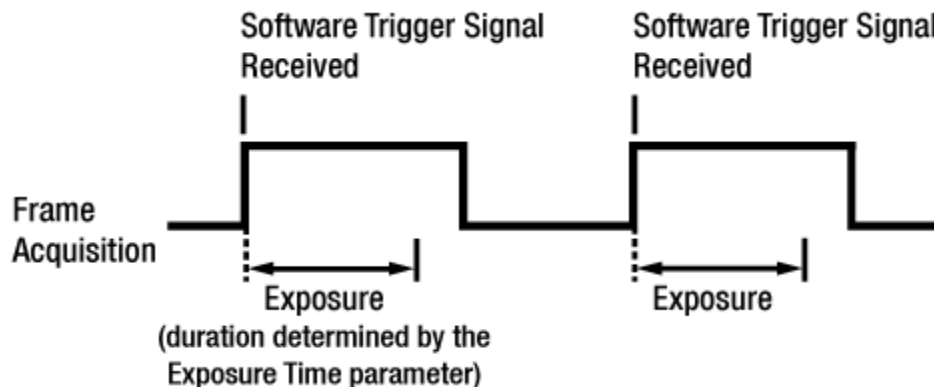 Software Trigger Signal
Received
Software Trigger Signal
Received
Frame
Acquisition
Exposure
(duration determined by the
Exposure Time parameter)
Exposure